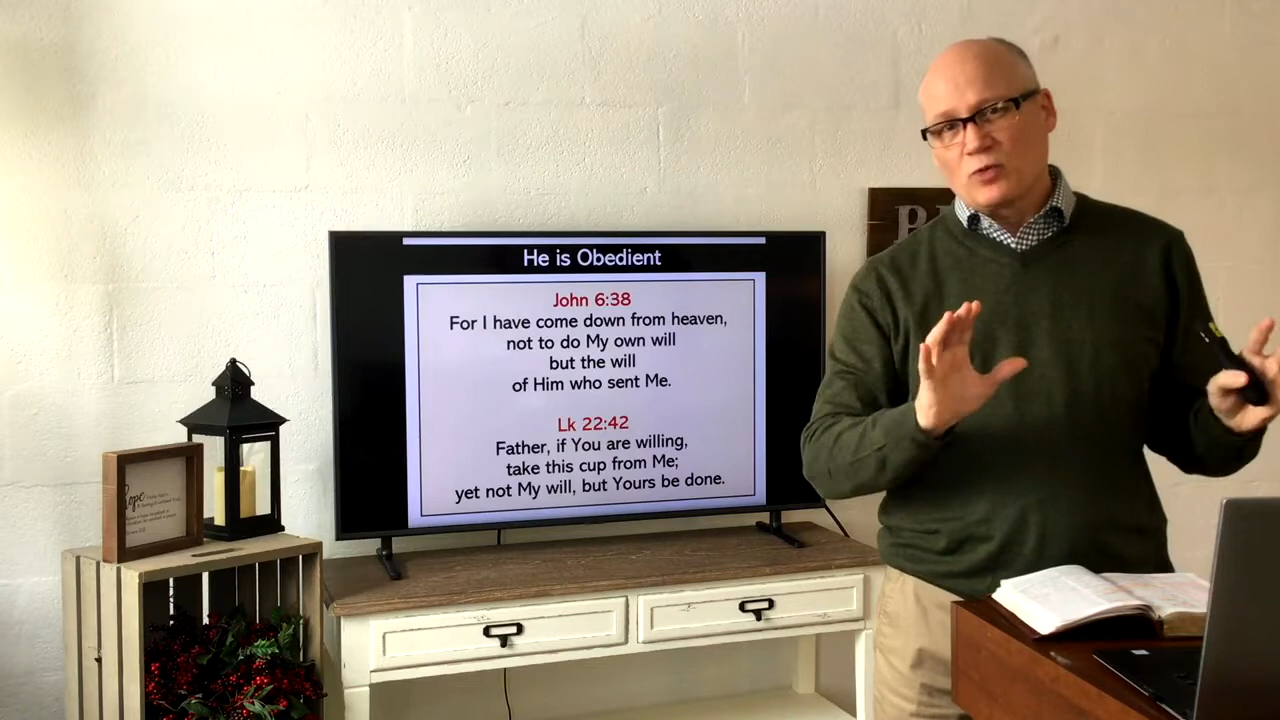 He is Obedient
John 6:38
For I have come down from heaven,
not to do My own will
but the will
of Him who sent Me.
Lk 22:42
Father, if You are willing,
take this cup from Me;
yet not My will, but Yours be done.
hope